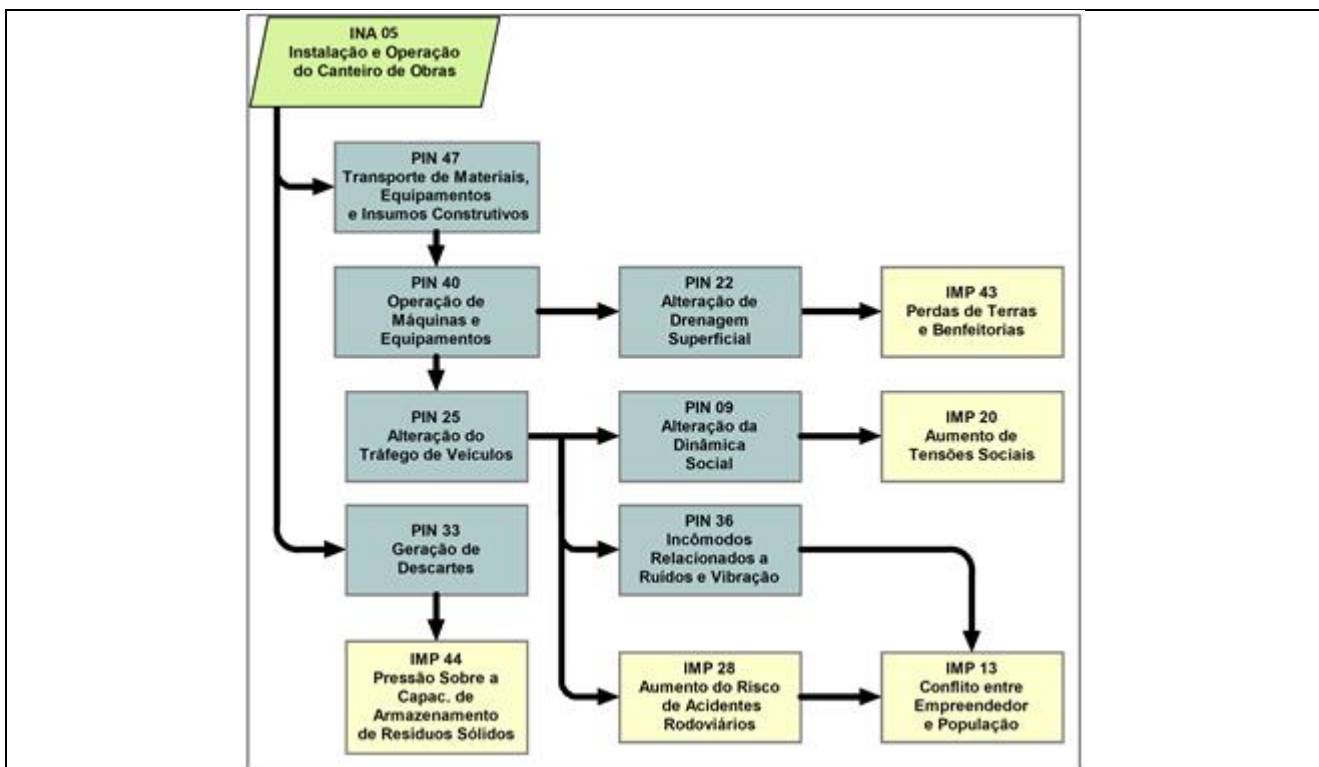 INA 05
Instalação e Operação
do Canteiro de Obras
PIN 47
Transporte de Materiais,
Equipamentos
e Insumos Construtivos
PIN 40
Operação de
Máquinas e
Equipamentos
PIN 22
Alteração de
Drenagem
Superficial
IMP 43
Perdas de Terras
e Benfeitorias
PIN 25
Alteração do
Tráfego de Veículos
PIN 09
Alteração da
Dinâmica
Social
IMP 20
Aumento de
Tensões Sociais
PIN 33
Geração de
Descartes
PIN 36
Incômodos
Relacionados a
Ruídos e Vibração
IMP 44
Pressão Sobre a
Capac. de
Armazenamento
de Resíduos Sólidos
IMP 28
Aumento do Risco
de Acidentes
Rodoviários
IMP 13
Conflito entre
Empreendedor
e População